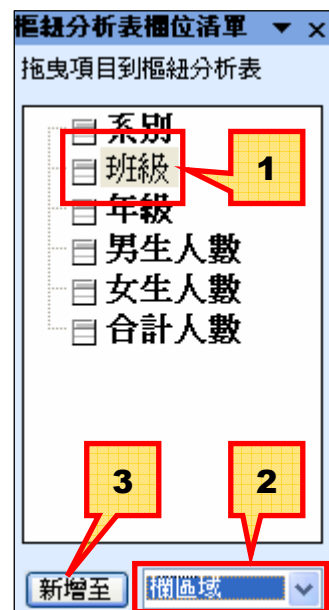 樞紐分析表欄位清單
拖曳項目到樞紐分析表
系別
班級
1
年級
男生人數
女生人數
合計人數
3
2
新增至
欄區域